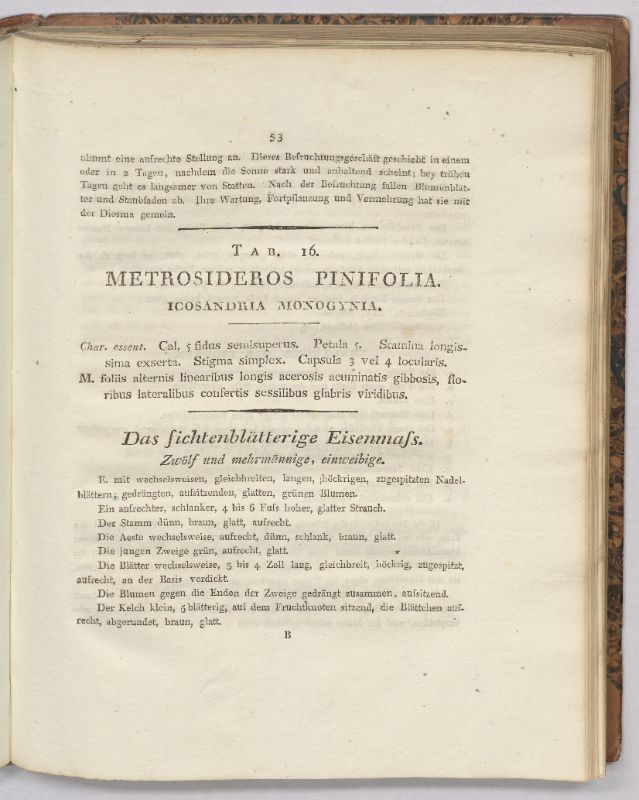 53
nimmt eine aufrechte Stellung an. Dieses Befruchtungsgeschäft geschieht in einem
oder in 2 Tagen, nachdem die Sonne stark und anhaltend scheint; bey trüben
Tagen geht es langsamer von Statten. Nach der Befruchtung fallen Blumenblät-
ter und Staubfaden ab. Ihre Wartung, Fortpflanzung und Vermehrung hat sie mit
der Diosma gemein.
TAB. 16.
METROSIDEROS PINIFOLIA.
ICOSANDRIA MONOGYNIA.
Char. essent. Cal. 5 fidus semisuperus. Petala 5. Stamina longis-
sima exserta. Stigma simplex. Capsula 3 vel 4 locularis.
M. foliis alternis linearibus longis acerosis acuminatis gibbosis, flo-
ribus lateralibus confertis sessilibus glabris viridibus.
Das fichtenblätterige Eisenmaſs.
Zwölf und mehrmännige, einweibige.
E. mit wechselsweisen, gleichbreiten, langen, höckrigen, zugespitzten Nadel-
blättern, gedrängten, aufsitzenden, glatten, grünen Blumen.
Ein aufrechter, schlanker, 4 bis 6 Fuſs hoher, glatter Strauch.
Der Stamm dünn, braun, glatt, aufrecht.
Die Aeste wechselsweise, aufrecht, dünn, schlank, braun, glatt.
Die jungen Zweige grün, aufrecht, glatt.
Die Blätter wechselsweise, 3 bis 4 Zoll lang, gleichbreit, höckrig, zugespitzt,
aufrecht, an der Basis verdickt.
Die Blumen gegen die Enden der Zweige gedrängt zusammen, aufsitzend.
Der Kelch klein, 5 blätterig, auf dem Fruchtknoten sitzend, die Blättchen auf-
recht, abgerundet, braun, glatt.
B